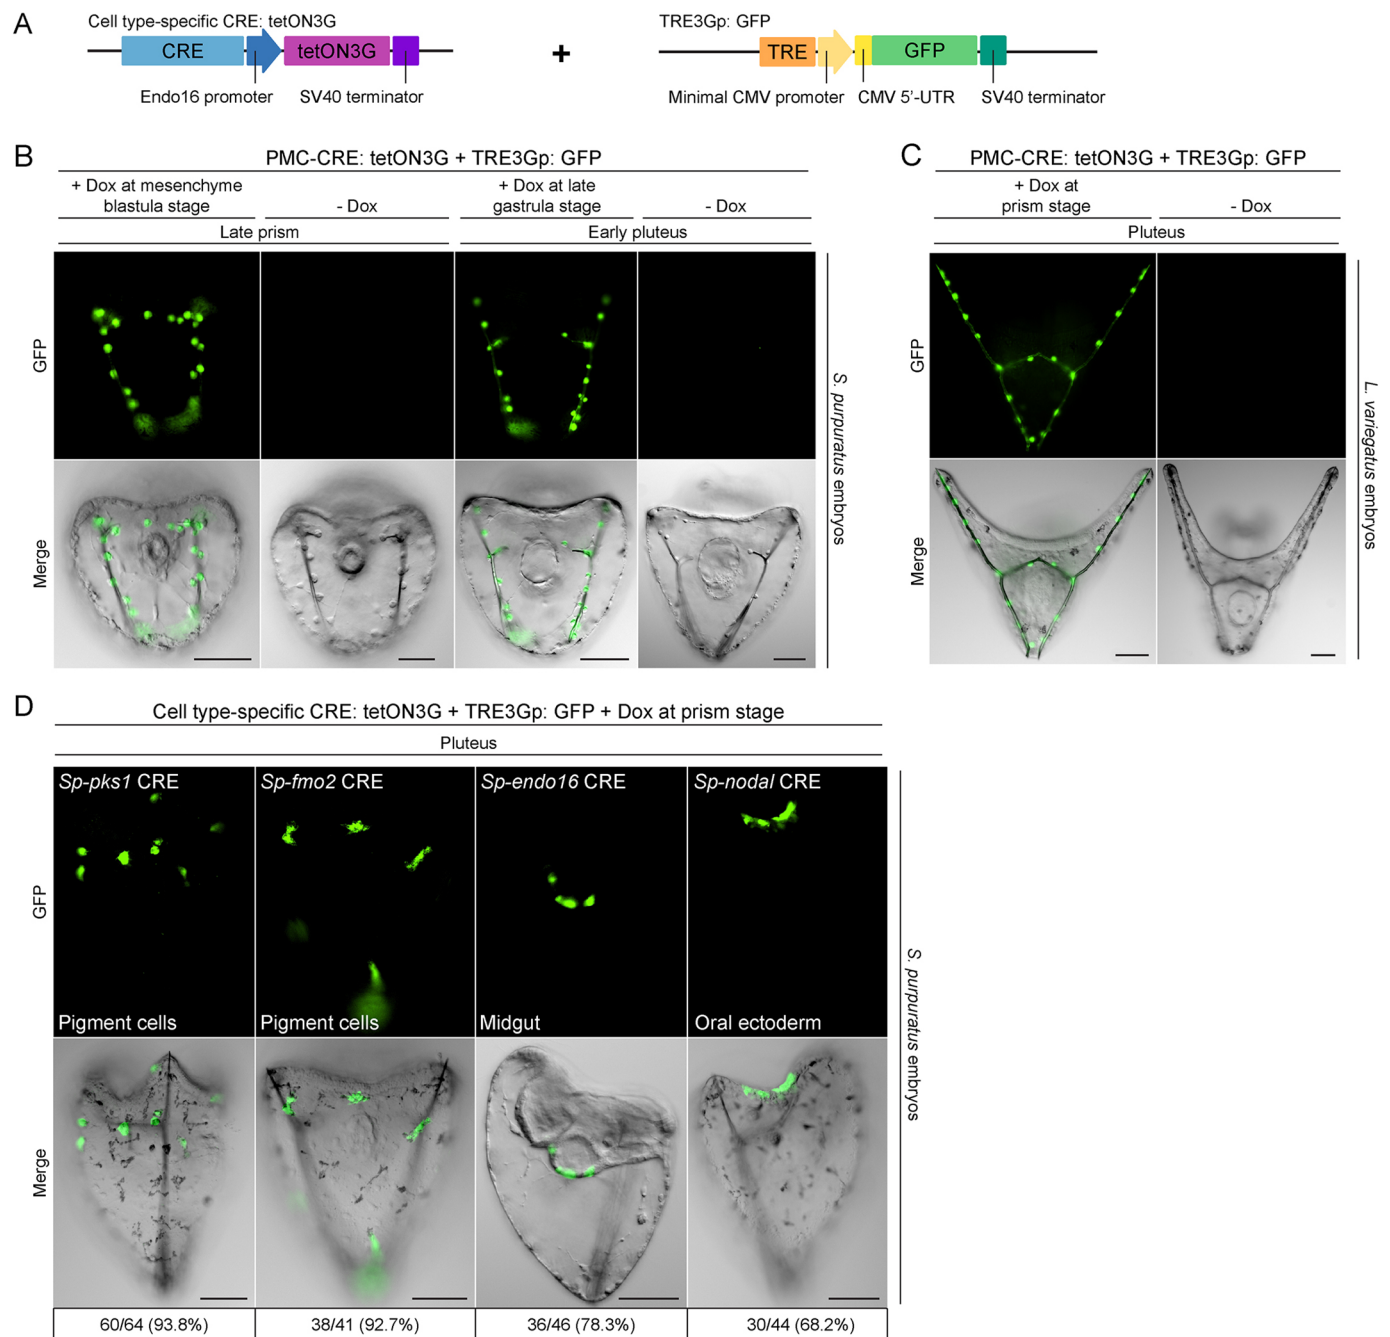 A
Cell type-specific CRE: tetON3G
TRE3Gp: GFP
CRE
tetON3G
+
TRE
GFP
Endo16 promoter
SV40 terminator
Minimal CMV promoter
CMV 5'-UTR
SV40 terminator
B
PMC-CRE: tetON3G + TRE3Gp: GFP
+ Dox at mesenchyme
blastula stage
- Dox
+ Dox at late
gastrula stage
- Dox
Late prism
Early pluteus
GFP
Merge
S. purpuratus embryos
C
PMC-CRE: tetON3G + TRE3Gp: GFP
+ Dox at
prism stage
- Dox
Pluteus
GFP
Merge
L. variegatus embryos
D
Cell type-specific CRE: tetON3G + TRE3Gp: GFP + Dox at prism stage
Pluteus
Sp-pks1 CRE
Sp-fmo2 CRE
Sp-endo16 CRE
Sp-nodal CRE
GFP
Pigment cells
Pigment cells
Midgut
Oral ectoderm
Merge
S. purpuratus embryos
60/64 (93.8%)
38/41 (92.7%)
36/46 (78.3%)
30/44 (68.2%)